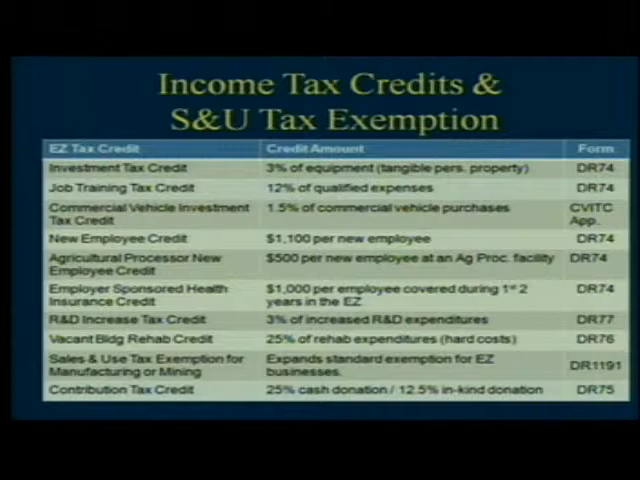 Income Tax Credits &
S&U Tax Exemption
EZ Tax Credit Credit Amount Form
Investment Tax Credit 3% of equipment (tangible pers. property) DR74
Job Training Tax Credit 12% of qualified expenses DR74
Commercial Vehicle Investment Tax Credit 1.5% of commercial vehicle purchases CVITC App.
New Employee Credit $1,100 per new employee DR74
Agricultural Processor New Employee Credit $500 per new employee at an Ag Proc. facility DR74
Employer Sponsored Health Insurance Credit $1,000 per employee covered during 1st 2 years in the EZ DR74
R&D Increase Tax Credit 3% of increased R&D expenditures DR77
Vacant Bldg Rehab Credit 25% of rehab expenditures (hard costs) DR76
Sales & Use Tax Exemption for Manufacturing or Mining Expands standard exemption for EZ businesses. DR1191
Contribution Tax Credit 25% cash donation / 12.5% in-kind donation DR75